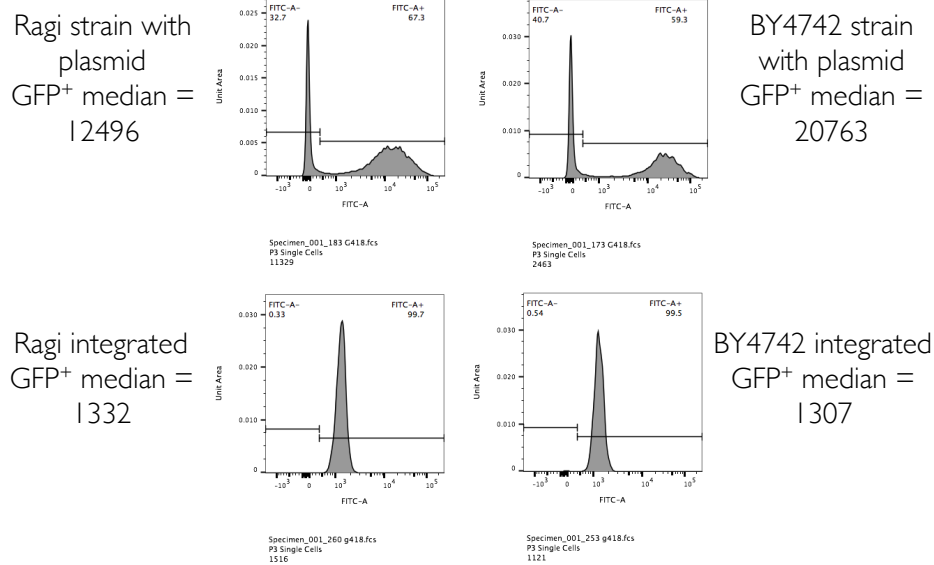 Ragi strain with
plasmid
GFP⁺ median =
12496
FITC-A-
32.7
FITC-A+
67.3
Unit Area
0.025
0.020
0.015
0.010
0.005
0
-10³ 0 10³ 10⁴ 10⁵
FITC-A
Specimen_001_183 G418.fcs
P3 Single Cells
11329
FITC-A-
40.7
FITC-A+
59.3
Unit Area
0.030
0.020
0.010
0
-10³ 0 10³ 10⁴ 10⁵
FITC-A
Specimen_001_173 G418.fcs
P3 Single Cells
2463
BY4742 strain
with plasmid
GFP⁺ median =
20763
Ragi integrated
GFP⁺ median =
1332
FITC-A-
0.33
FITC-A+
99.7
Unit Area
0.030
0.020
0.010
0
-10³ 0 10³ 10⁴ 10⁵
FITC-A
Specimen_001_260 g418.fcs
P3 Single Cells
1516
FITC-A-
0.54
FITC-A+
99.5
Unit Area
0.030
0.020
0.010
0
-10³ 0 10³ 10⁴ 10⁵
FITC-A
Specimen_001_253 g418.fcs
P3 Single Cells
1121
BY4742 integrated
GFP⁺ median =
1307